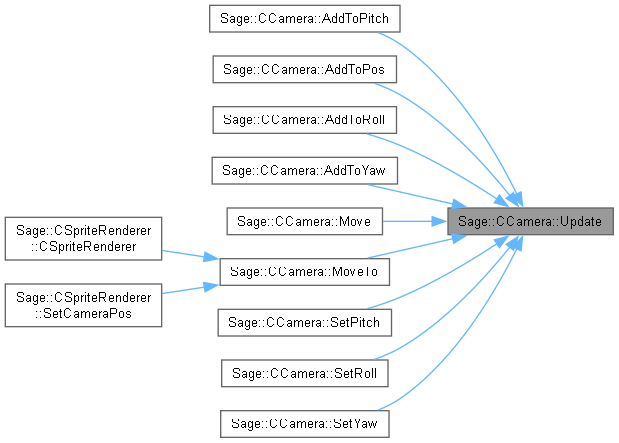 Sage::CCamera::AddToPitch
Sage::CCamera::AddToPos
Sage::CCamera::AddToRoll
Sage::CCamera::AddToYaw
Sage::CCamera::Move
Sage::CCamera::Update
Sage::CSpriteRenderer
::CSpriteRenderer
Sage::CCamera::MoveTo
Sage::CSpriteRenderer
::SetCameraPos
Sage::CCamera::SetPitch
Sage::CCamera::SetRoll
Sage::CCamera::SetYaw